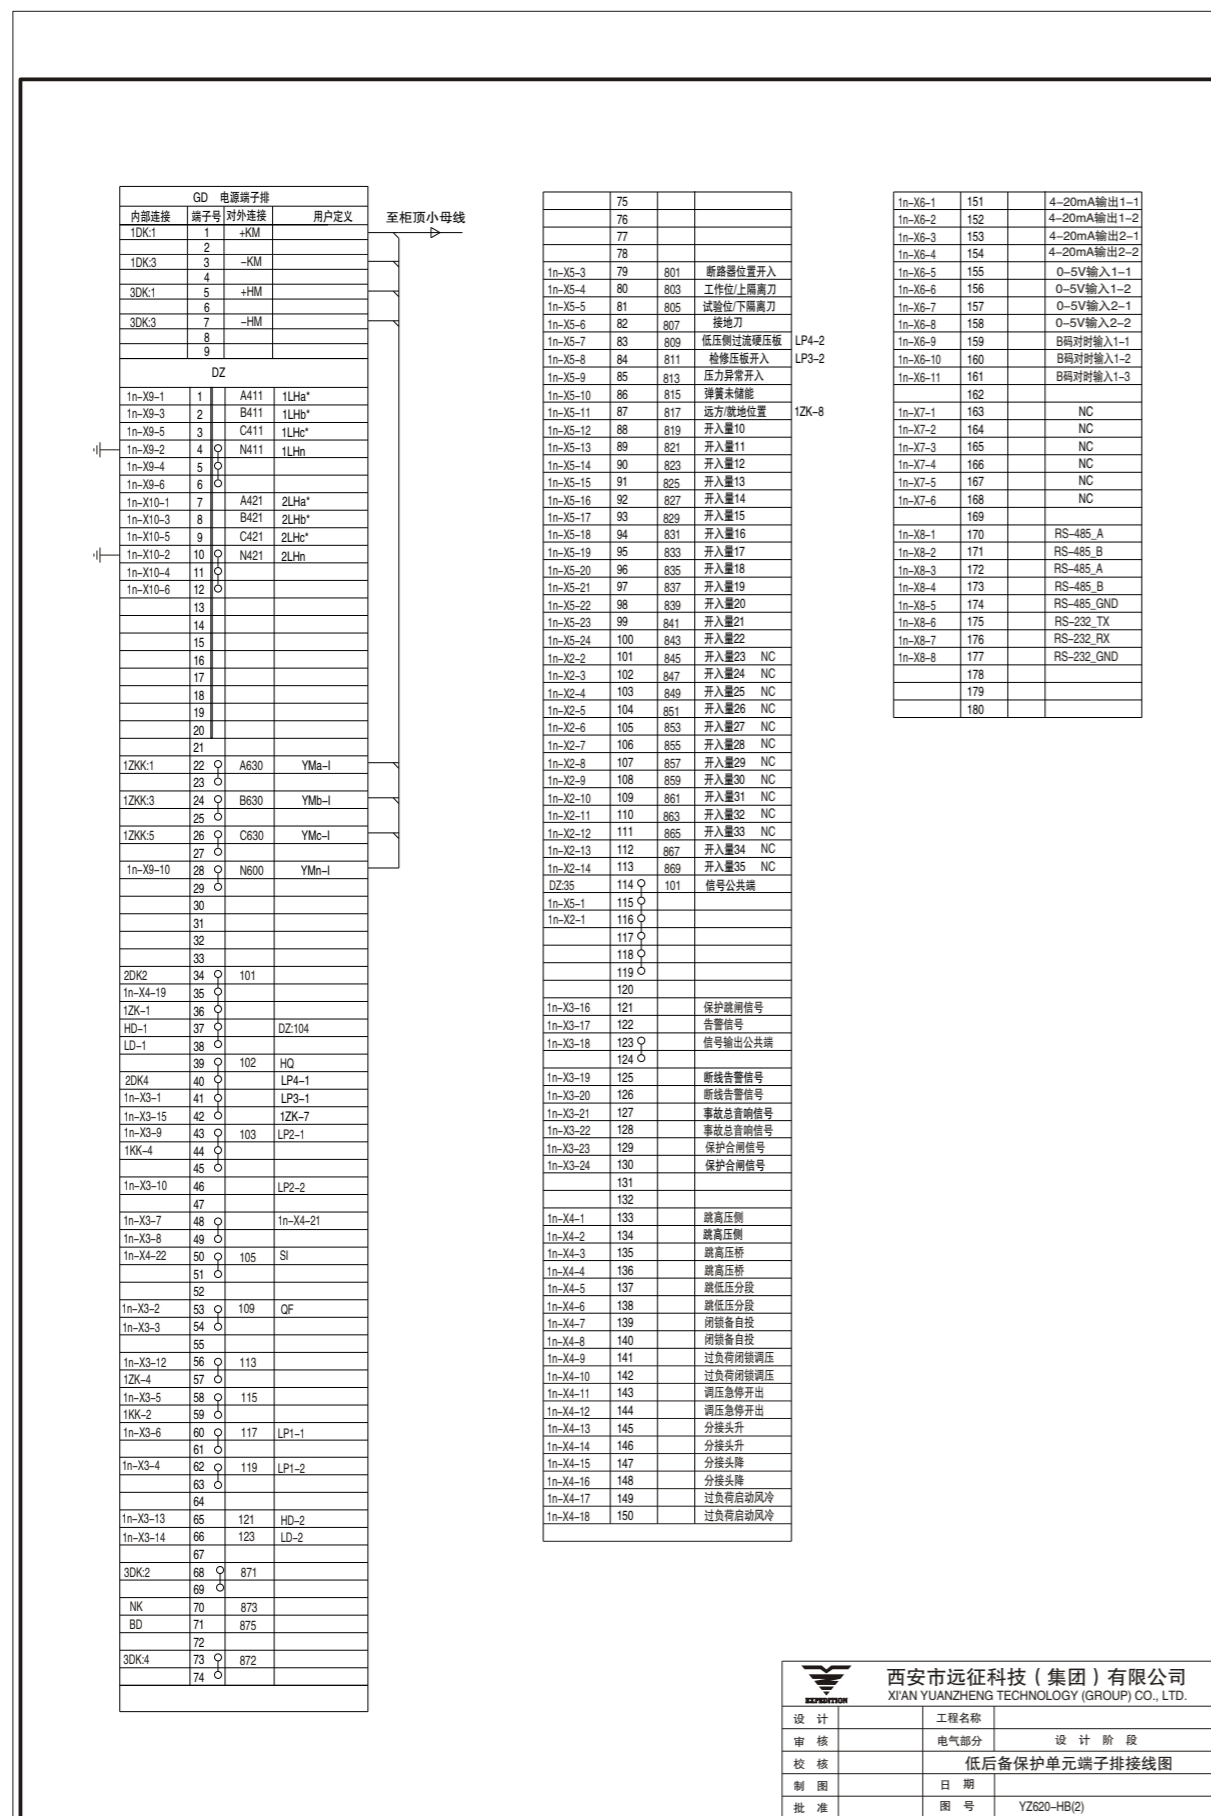 GD 电源端子排
内部连接 端子号 对外连接 用户定义
1DK:1 1 +KM
至柜顶小母线
2
1DK:3 3 –KM
4
3DK:1 5 +HM
6
3DK:3 7 –HM
8
9
DZ
1n–X9–1 1 A411 1LHa*
1n–X9–3 2 B411 1LHb*
1n–X9–5 3 C411 1LHc*
1n–X9–2 4 N411 1LHn
1n–X9–4 5
1n–X9–6 6
1n–X10–1 7 A421 2LHa*
1n–X10–3 8 B421 2LHb*
1n–X10–5 9 C421 2LHc*
1n–X10–2 10 N421 2LHn
1n–X10–4 11
1n–X10–6 12
13
14
15
16
17
18
19
20
21
1ZKK:1 22 A630 YMa–I
23
1ZKK:3 24 B630 YMb–I
25
1ZKK:5 26 C630 YMc–I
27
1n–X9–10 28 N600 YMn–I
29
30
31
32
33
2DK2 34 101
1n–X4–19 35
1ZK–1 36
HD–1 37 DZ:104
LD–1 38
39 102 HQ
2DK4 40 LP4–1
1n–X3–1 41 LP3–1
1n–X3–15 42 1ZK–7
1n–X3–9 43 103 LP2–1
1KK–4 44
45
1n–X3–10 46 LP2–2
47
1n–X3–7 48 1n–X4–21
1n–X3–8 49
1n–X4–22 50 105 SI
51
52
1n–X3–2 53 109 QF
1n–X3–3 54
55
1n–X3–12 56 113
1ZK–4 57
1n–X3–5 58 115
1KK–2 59
1n–X3–6 60 117 LP1–1
61
1n–X3–4 62 119 LP1–2
63
64
1n–X3–13 65 121 HD–2
1n–X3–14 66 123 LD–2
67
3DK:2 68 871
69
NK 70 873
BD 71 875
72
3DK:4 73 872
74
75
76
77
78
1n–X5–3 79 801 断路器位置开入
1n–X5–4 80 803 工作位/上隔离刀
1n–X5–5 81 805 试验位/下隔离刀
1n–X5–6 82 807 接地刀
1n–X5–7 83 809 低压侧过流硬压板 LP4–2
1n–X5–8 84 811 检修压板开入 LP3–2
1n–X5–9 85 813 压力异常开入
1n–X5–10 86 815 弹簧未储能
1n–X5–11 87 817 远方/就地位置 1ZK–8
1n–X5–12 88 819 开入量10
1n–X5–13 89 821 开入量11
1n–X5–14 90 823 开入量12
1n–X5–15 91 825 开入量13
1n–X5–16 92 827 开入量14
1n–X5–17 93 829 开入量15
1n–X5–18 94 831 开入量16
1n–X5–19 95 833 开入量17
1n–X5–20 96 835 开入量18
1n–X5–21 97 837 开入量19
1n–X5–22 98 839 开入量20
1n–X5–23 99 841 开入量21
1n–X5–24 100 843 开入量22
1n–X2–2 101 845 开入量23 NC
1n–X2–3 102 847 开入量24 NC
1n–X2–4 103 849 开入量25 NC
1n–X2–5 104 851 开入量26 NC
1n–X2–6 105 853 开入量27 NC
1n–X2–7 106 855 开入量28 NC
1n–X2–8 107 857 开入量29 NC
1n–X2–9 108 859 开入量30 NC
1n–X2–10 109 861 开入量31 NC
1n–X2–11 110 863 开入量32 NC
1n–X2–12 111 865 开入量33 NC
1n–X2–13 112 867 开入量34 NC
1n–X2–14 113 869 开入量35 NC
DZ:35 114 101 信号公共端
1n–X5–1 115
1n–X2–1 116
117
118
119
120
1n–X3–16 121 保护跳闸信号
1n–X3–17 122 告警信号
1n–X3–18 123 信号输出公共端
124
1n–X3–19 125 断线告警信号
1n–X3–20 126 断线告警信号
1n–X3–21 127 事故总音响信号
1n–X3–22 128 事故总音响信号
1n–X3–23 129 保护合闸信号
1n–X3–24 130 保护合闸信号
131
132
1n–X4–1 133 跳高压侧
1n–X4–2 134 跳高压侧
1n–X4–3 135 跳高压桥
1n–X4–4 136 跳高压桥
1n–X4–5 137 跳低压分段
1n–X4–6 138 跳低压分段
1n–X4–7 139 闭锁备自投
1n–X4–8 140 闭锁备自投
1n–X4–9 141 过负荷闭锁调压
1n–X4–10 142 过负荷闭锁调压
1n–X4–11 143 调压急停开出
1n–X4–12 144 调压急停开出
1n–X4–13 145 分接头升
1n–X4–14 146 分接头升
1n–X4–15 147 分接头降
1n–X4–16 148 分接头降
1n–X4–17 149 过负荷启动风冷
1n–X4–18 150 过负荷启动风冷
1n–X6–1 151 4–20mA输出1–1
1n–X6–2 152 4–20mA输出1–2
1n–X6–3 153 4–20mA输出2–1
1n–X6–4 154 4–20mA输出2–2
1n–X6–5 155 0–5V输入1–1
1n–X6–6 156 0–5V输入1–2
1n–X6–7 157 0–5V输入2–1
1n–X6–8 158 0–5V输入2–2
1n–X6–9 159 B码对时输入1–1
1n–X6–10 160 B码对时输入1–2
1n–X6–11 161 B码对时输入1–3
162
1n–X7–1 163 NC
1n–X7–2 164 NC
1n–X7–3 165 NC
1n–X7–4 166 NC
1n–X7–5 167 NC
1n–X7–6 168 NC
169
1n–X8–1 170 RS–485_A
1n–X8–2 171 RS–485_B
1n–X8–3 172 RS–485_A
1n–X8–4 173 RS–485_B
1n–X8–5 174 RS–485_GND
1n–X8–6 175 RS–232_TX
1n–X8–7 176 RS–232_RX
1n–X8–8 177 RS–232_GND
178
179
180
EXPEDITION
西安市远征科技（集团）有限公司
XI'AN YUANZHENG TECHNOLOGY (GROUP) CO., LTD.
设 计 工程名称
审 核 电气部分 设 计 阶 段
校 核 低后备保护单元端子排接线图
制 图 日 期
批 准 图 号 YZ620–HB(2)